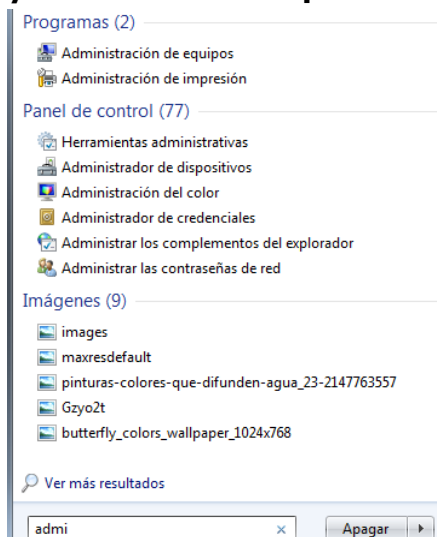 Programas (2)
Administración de equipos
Administración de impresión
Panel de control (77)
Herramientas administrativas
Administrador de dispositivos
Administración del color
Administrador de credenciales
Administrar los complementos del explorador
Administrar las contraseñas de red
Imágenes (9)
images
maxresdefault
pinturas-colores-que-difunden-agua_23-2147763557
Gzyo2t
butterfly_colors_wallpaper_1024x768
Ver más resultados
admi × Apagar